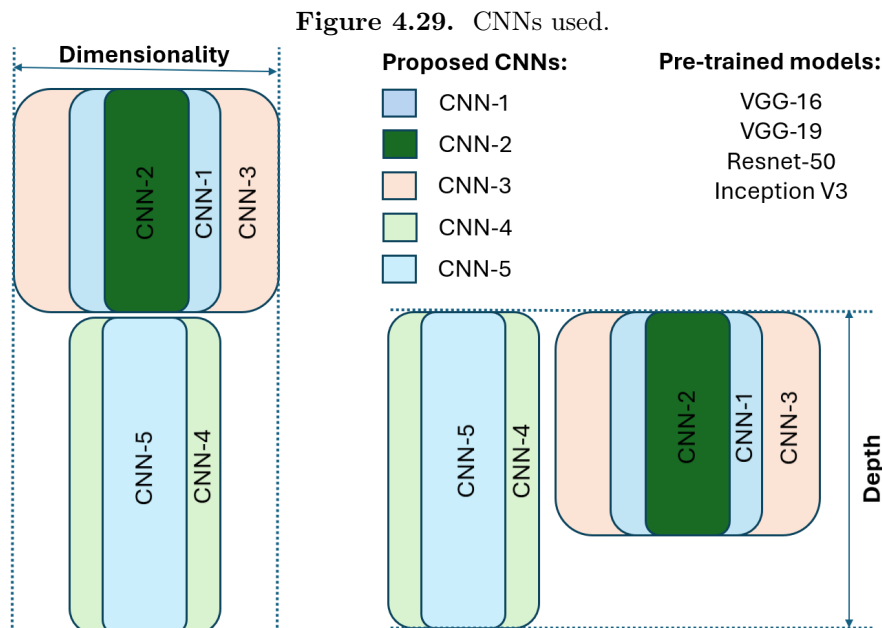 Figure 4.29. CNNs used.
Dimensionality
CNN-2
CNN-1
CNN-3
CNN-5
CNN-4
Proposed CNNs:
CNN-1
CNN-2
CNN-3
CNN-4
CNN-5
Pre-trained models:
VGG-16
VGG-19
Resnet-50
Inception V3
CNN-5
CNN-4
CNN-2
CNN-1
CNN-3
Depth